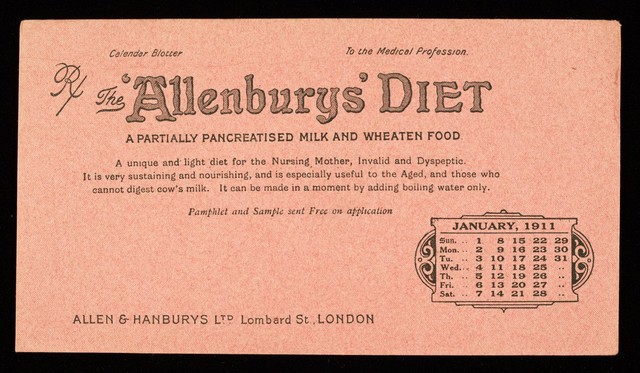 Calendar Blotter
To the Medical Profession.
℞ The 'Allenburys' DIET
A PARTIALLY PANCREATISED MILK AND WHEATEN FOOD
A unique and light diet for the Nursing Mother, Invalid and Dyspeptic.
It is very sustaining and nourishing, and is especially useful to the Aged, and those who
cannot digest cow's milk. It can be made in a moment by adding boiling water only.
Pamphlet and Sample sent Free on application
JANUARY, 1911
Sun. .. 1 8 15 22 29
Mon. .. 2 9 16 23 30
Tu. .. 3 10 17 24 31
Wed. .. 4 11 18 25 ..
Th. .. 5 12 19 26 ..
Fri. .. 6 13 20 27 ..
Sat. .. 7 14 21 28 ..
ALLEN & HANBURYS LTD Lombard St., LONDON